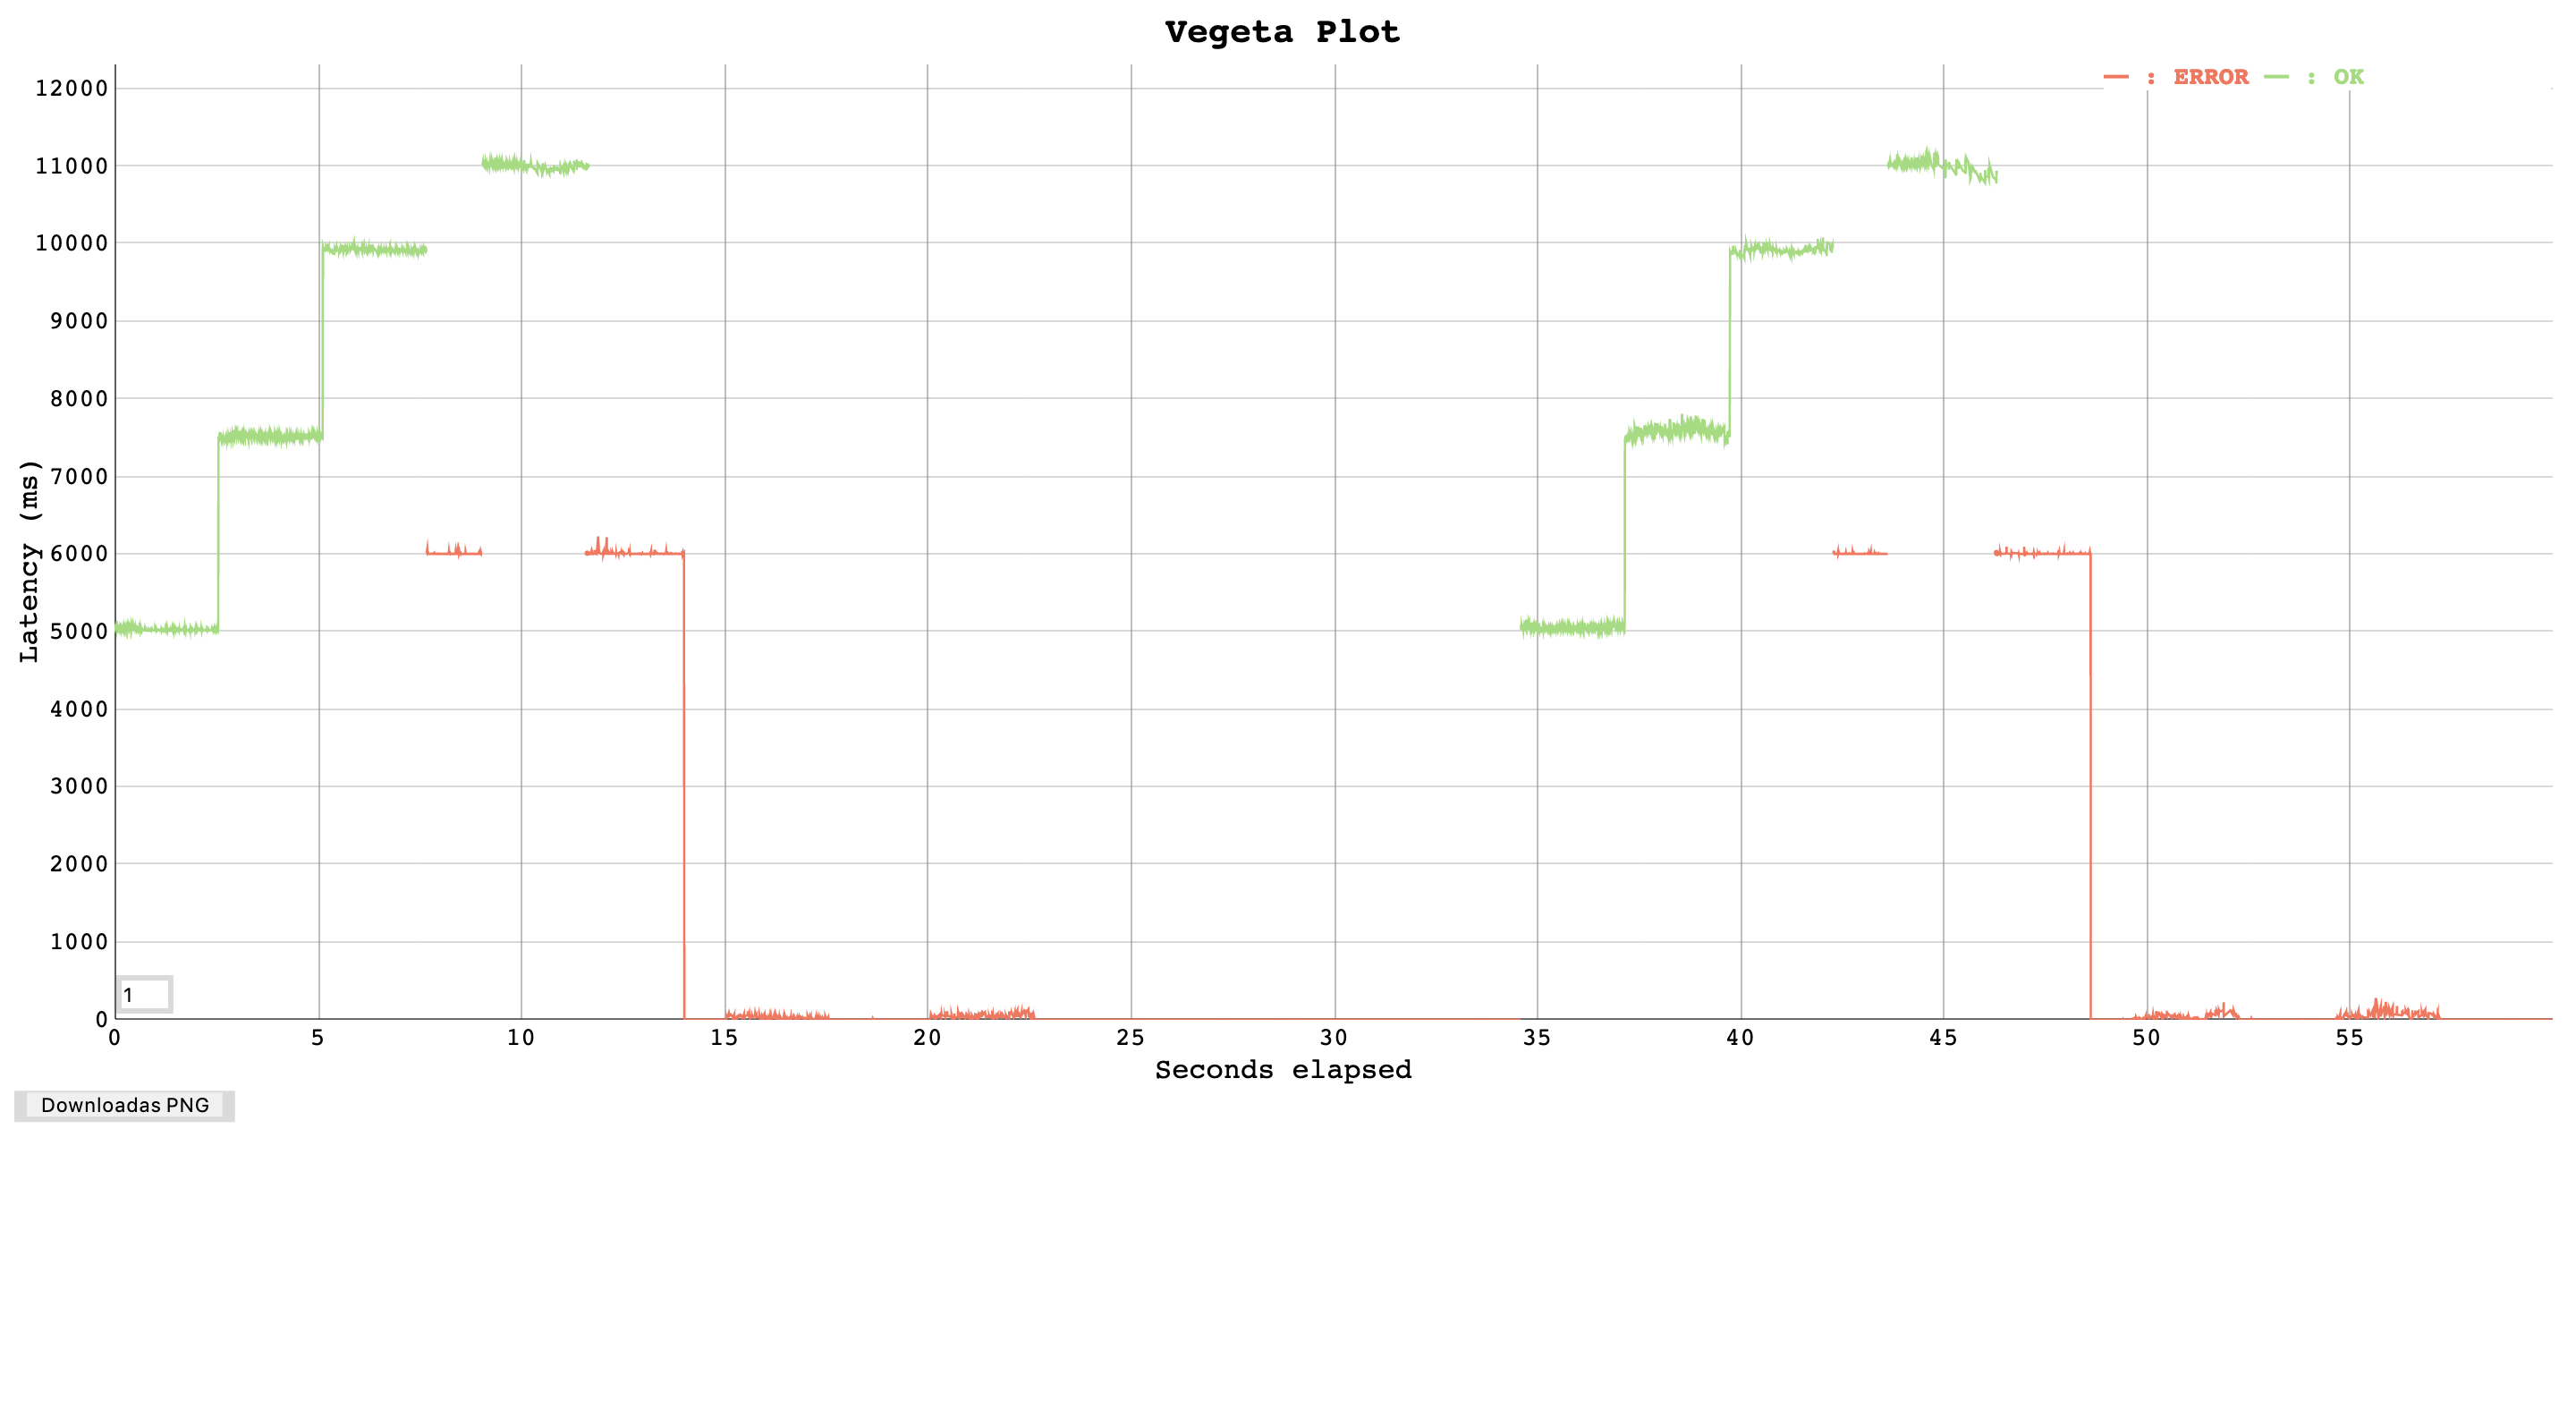 Vegeta Plot
— : ERROR — : OK
12000
11000
10000
9000
8000
7000
6000
5000
4000
3000
2000
1000
0
Latency (ms)
1
0 5 10 15 20 25 30 35 40 45 50 55
Seconds elapsed
Downloadas PNG